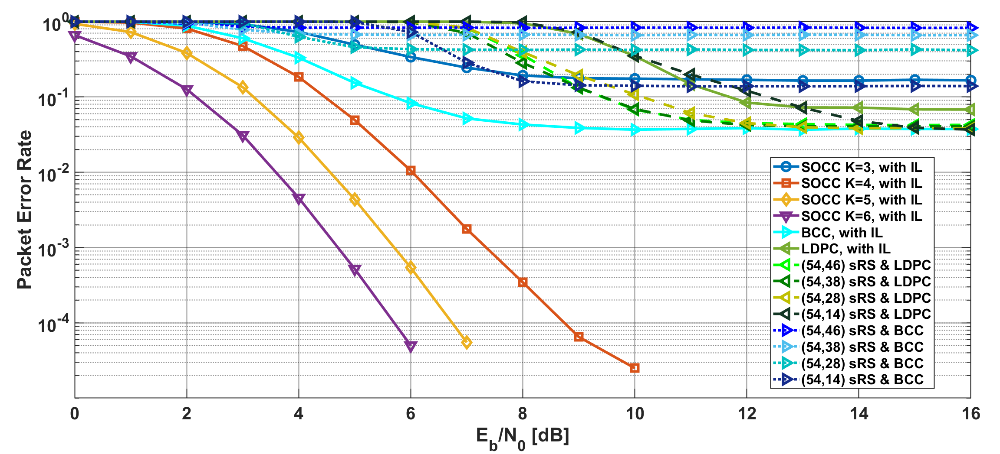 10^0
10^-1
10^-2
10^-3
10^-4
Packet Error Rate
SOCC K=3, with IL
SOCC K=4, with IL
SOCC K=5, with IL
SOCC K=6, with IL
BCC, with IL
LDPC, with IL
(54,46) sRS & LDPC
(54,38) sRS & LDPC
(54,28) sRS & LDPC
(54,14) sRS & LDPC
(54,46) sRS & BCC
(54,38) sRS & BCC
(54,28) sRS & BCC
(54,14) sRS & BCC
0 2 4 6 8 10 12 14 16
E_b/N_0 [dB]